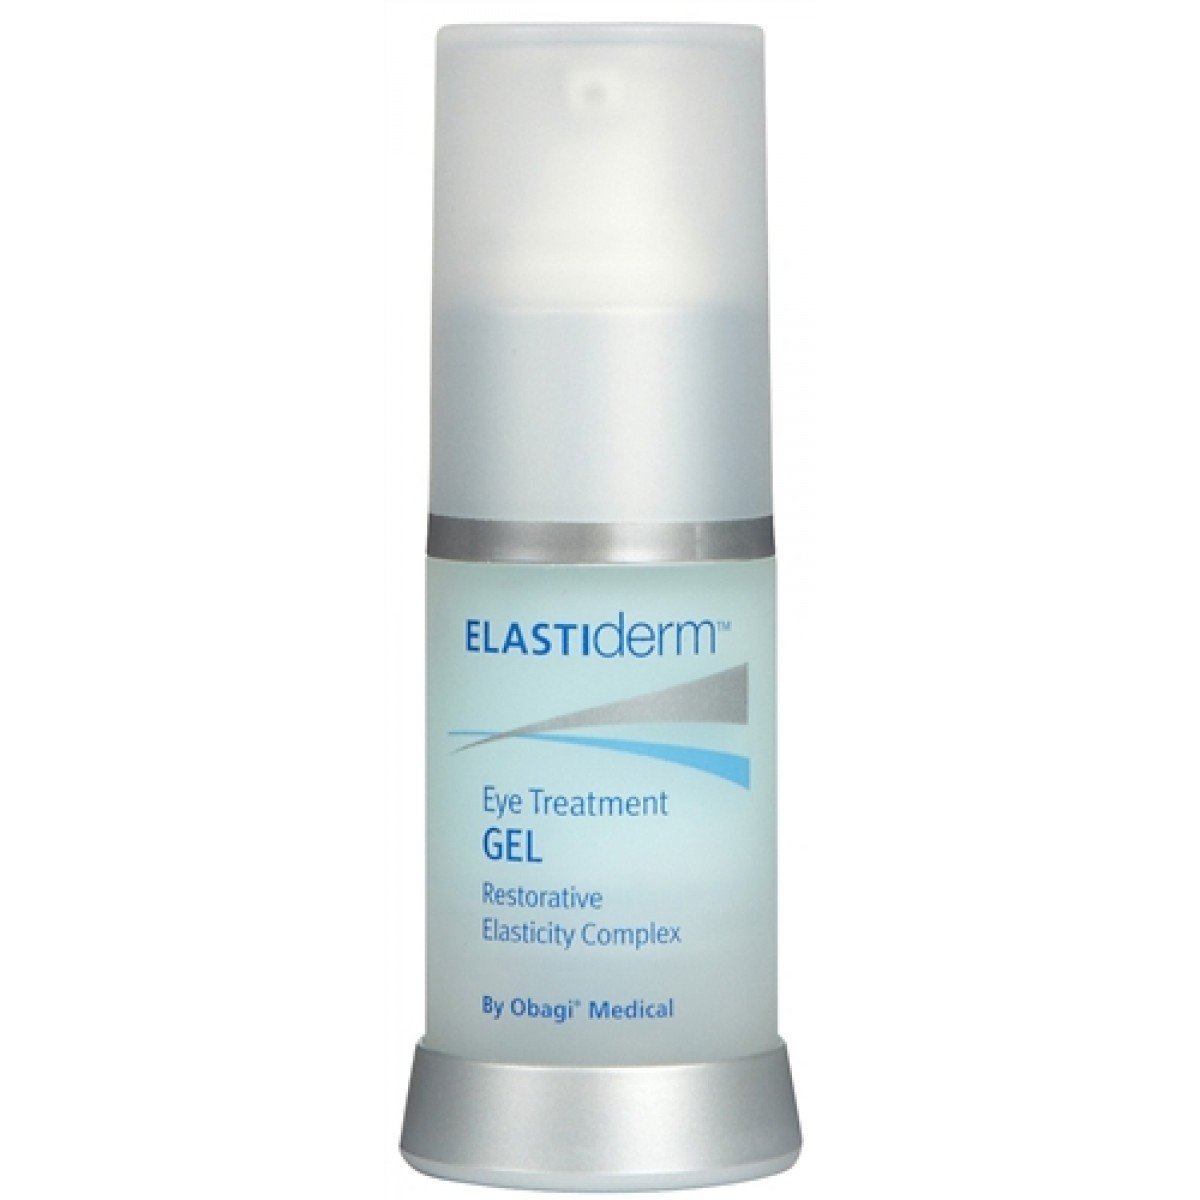 ELASTIderm™
Eye Treatment
GEL
Restorative
Elasticity Complex
By Obagi® Medical